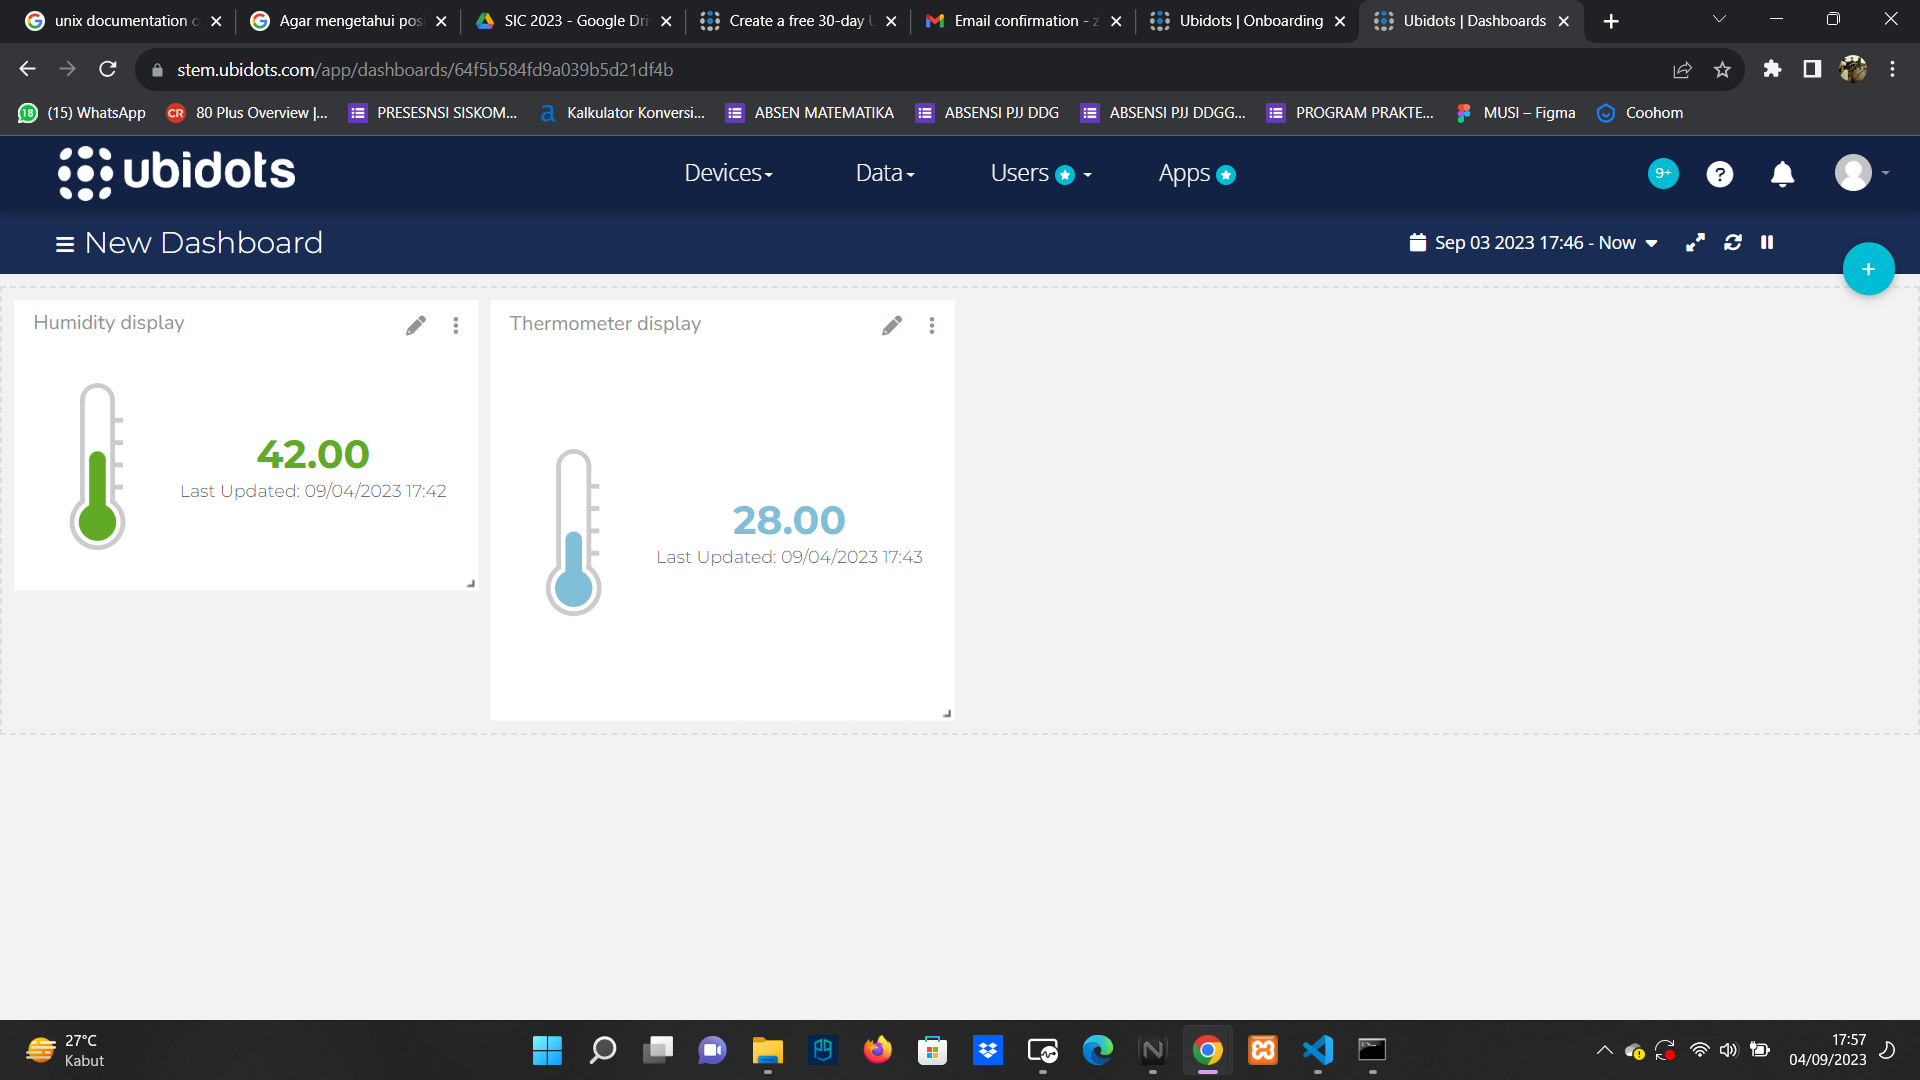 unix documentation c
Agar mengetahui posi
SIC 2023 - Google Dri
Create a free 30-day U
Email confirmation - z
Ubidots | Onboarding
Ubidots | Dashboards
stem.ubidots.com/app/dashboards/64f5b584fd9a039b5d21df4b
18 (15) WhatsApp
CR 80 Plus Overview |...
PRESESNSI SISKOM...
a Kalkulator Konversi...
ABSEN MATEMATIKA
ABSENSI PJJ DDG
ABSENSI PJJ DDGG...
PROGRAM PRAKTE...
MUSI – Figma
Coohom
ubidots
Devices
Data
Users
Apps
9+
?
New Dashboard
Sep 03 2023 17:46 - Now
+
Humidity display
42.00
Last Updated: 09/04/2023 17:42
Thermometer display
28.00
Last Updated: 09/04/2023 17:43
27°C
Kabut
17:57
04/09/2023